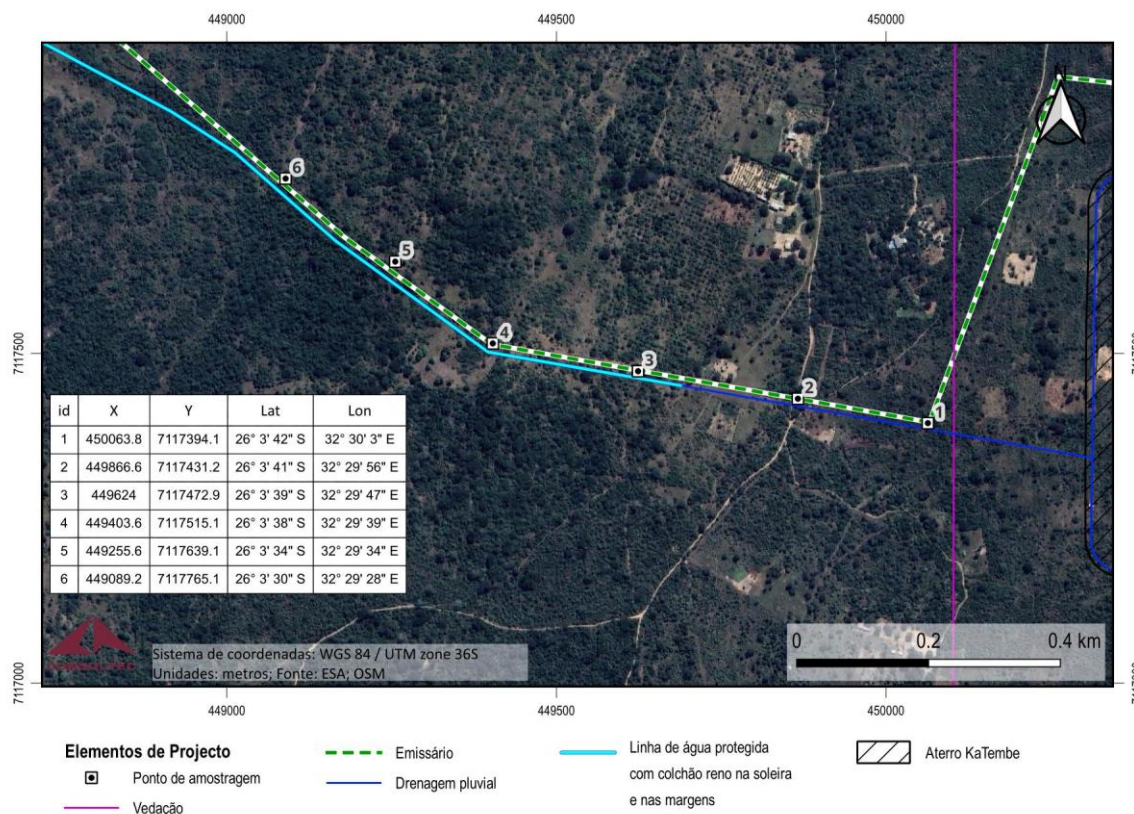 449000 449500 450000
N
6
5
7117500 4 7117500
3
2
1
id X Y Lat Lon
1 450063.8 7117394.1 26° 3' 42" S 32° 30' 3" E
2 449866.6 7117431.2 26° 3' 41" S 32° 29' 56" E
3 449624 7117472.9 26° 3' 39" S 32° 29' 47" E
4 449403.6 7117515.1 26° 3' 38" S 32° 29' 39" E
5 449255.6 7117639.1 26° 3' 34" S 32° 29' 34" E
6 449089.2 7117765.1 26° 3' 30" S 32° 29' 28" E
Sistema de coordenadas: WGS 84 / UTM zone 36S
Unidades: metros; Fonte: ESA; OSM
0 0.2 0.4 km
7117000 7117000
449000 449500 450000
Elementos de Projecto
Ponto de amostragem
Vedação
Emissário
Drenagem pluvial
Linha de água protegida
com colchão reno na soleira
e nas margens
Aterro KaTembe